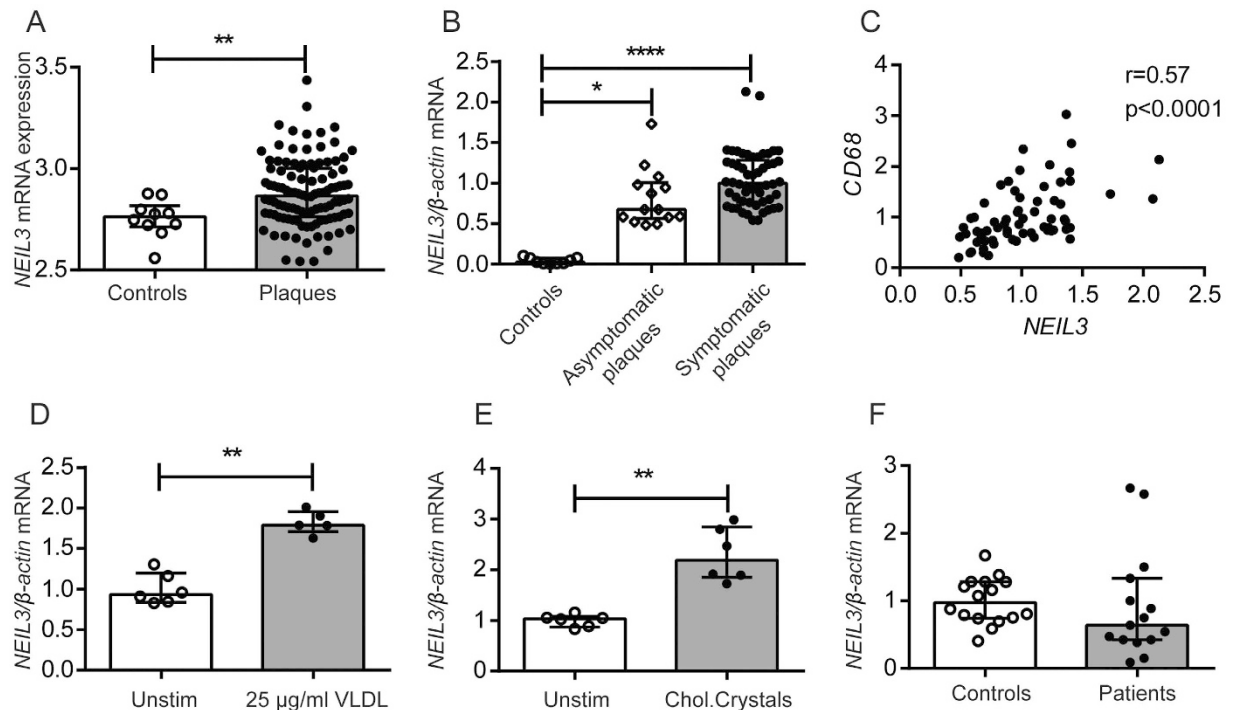 A
NEIL3 mRNA expression
3.5
3.0
2.5
**
Controls
Plaques
B
NEIL3/β-actin mRNA
2.5
2.0
1.5
1.0
0.5
0.0
****
*
Controls
Asymptomatic
plaques
Symptomatic
plaques
C
CD68
4
3
2
1
0
r=0.57
p<0.0001
0.0
0.5
1.0
1.5
2.0
2.5
NEIL3
D
NEIL3/β-actin mRNA
2.5
2.0
1.5
1.0
0.5
0.0
**
Unstim
25 µg/ml VLDL
E
NEIL3/β-actin mRNA
4
3
2
1
0
**
Unstim
Chol.Crystals
F
NEIL3/β-actin mRNA
3
2
1
0
Controls
Patients